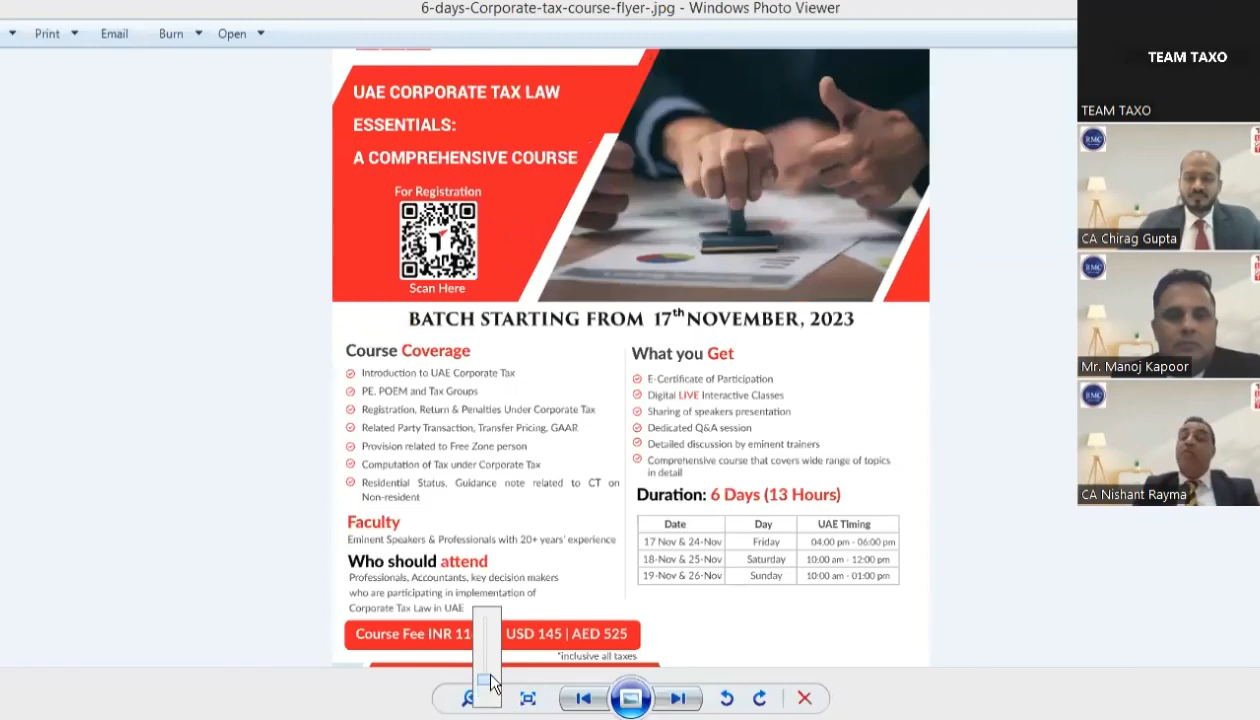 6-days-Corporate-tax-course-flyer-.jpg - Windows Photo Viewer
Print
Email
Burn
Open
UAE CORPORATE TAX LAW
ESSENTIALS:
A COMPREHENSIVE COURSE
For Registration
Scan Here
BATCH STARTING FROM 17th NOVEMBER, 2023
Course Coverage
Introduction to UAE Corporate Tax
PE, POEM and Tax Groups
Registration, Return & Penalties Under Corporate Tax
Related Party Transaction, Transfer Pricing, GAAR
Provision related to Free Zone person
Computation of Tax under Corporate Tax
Residential Status, Guidance note related to CT on
Non-resident
Faculty
Eminent Speakers & Professionals with 20+ years' experience
Who should attend
Professionals, Accountants, key decision makers
who are participating in implementation of
Corporate Tax Law in UAE
Course Fee INR 11 USD 145 | AED 525
*inclusive all taxes
What you Get
E-Certificate of Participation
Digital LIVE Interactive Classes
Sharing of speakers presentation
Dedicated Q&A session
Detailed discussion by eminent trainers
Comprehensive course that covers wide range of topics
in detail
Duration: 6 Days (13 Hours)
Date Day UAE Timing
17 Nov & 24-Nov Friday 04:00 pm - 06:00 pm
18-Nov & 25-Nov Saturday 10:00 am - 12:00 pm
19-Nov & 26-Nov Sunday 10:00 am - 01:00 pm
TEAM TAXO
TEAM TAXO
RMC
CA Chirag Gupta
RMC
Mr. Manoj Kapoor
RMC
CA Nishant Rayma